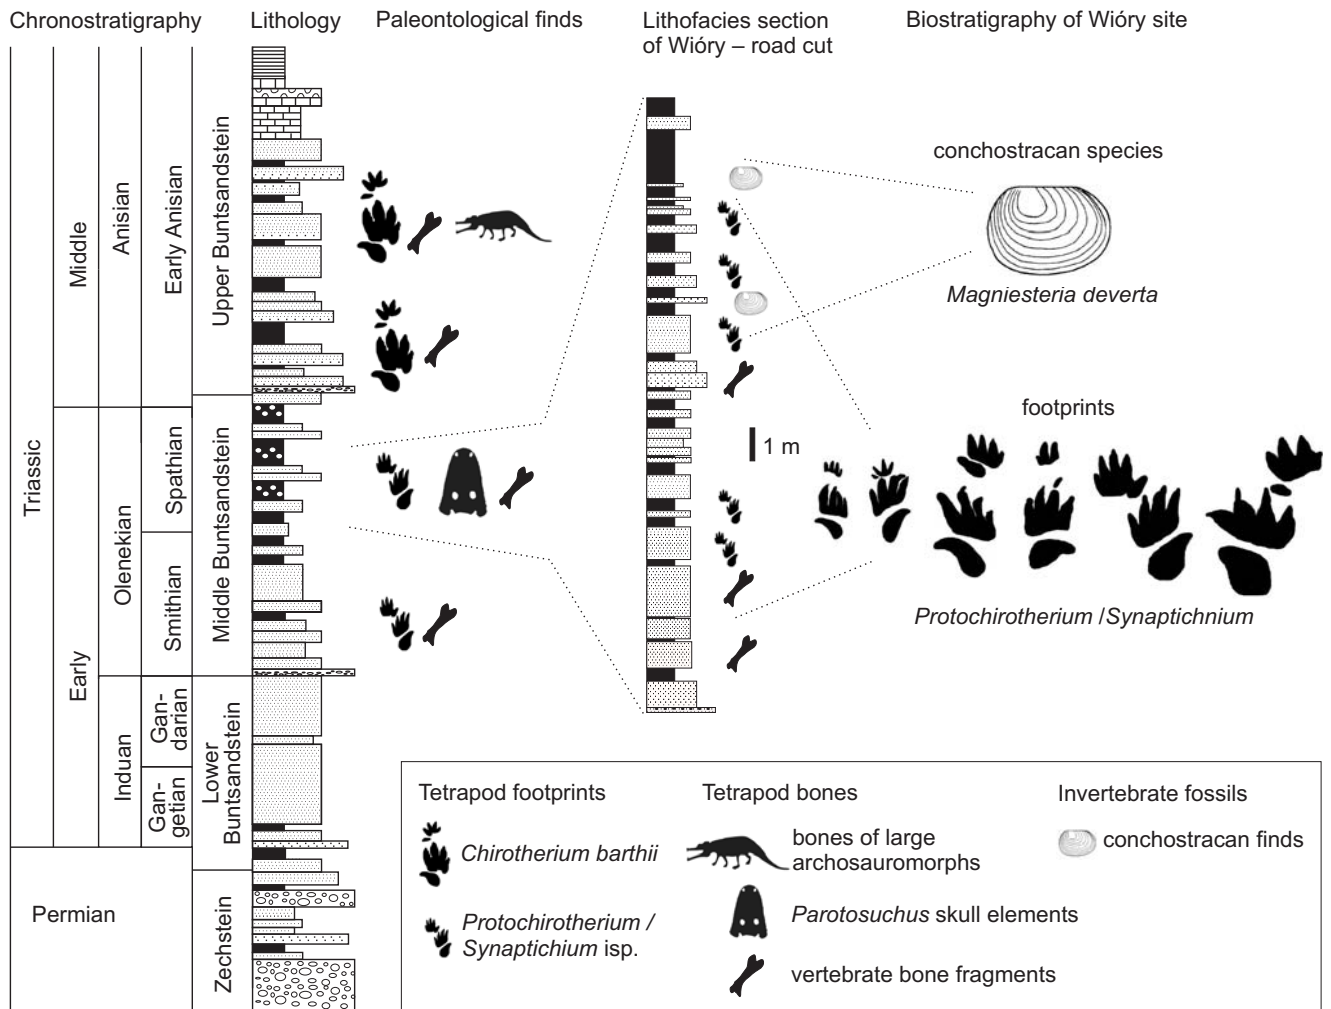 Chronostratigraphy
Lithology
Paleontological finds
Lithofacies section
of Wióry – road cut
Biostratigraphy of Wióry site
Triassic
Middle
Early
Anisian
Olenekian
Induan
Early Anisian
Spathian
Smithian
Gan-
darian
Gan-
getian
Upper Buntsandstein
Middle Buntsandstein
Lower
Buntsandstein
Zechstein
Permian
1 m
conchostracan species
Magniesteria deverta
footprints
Protochirotherium /Synaptichnium
Tetrapod footprints
Chirotherium barthii
Protochirotherium /
Synaptichium isp.
Tetrapod bones
bones of large
archosauromorphs
Parotosuchus skull elements
vertebrate bone fragments
Invertebrate fossils
conchostracan finds